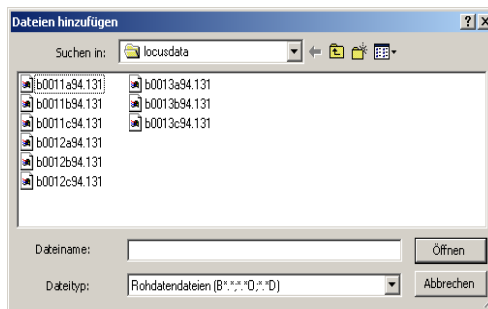 Dateien hinzufügen
Suchen in: locusdata
b0011a94.131 b0013a94.131
b0011b94.131 b0013b94.131
b0011c94.131 b0013c94.131
b0012a94.131
b0012b94.131
b0012c94.131
Dateiname: Öffnen
Dateityp: Rohdatendateien (B*.*;*.*O;*.*D) Abbrechen